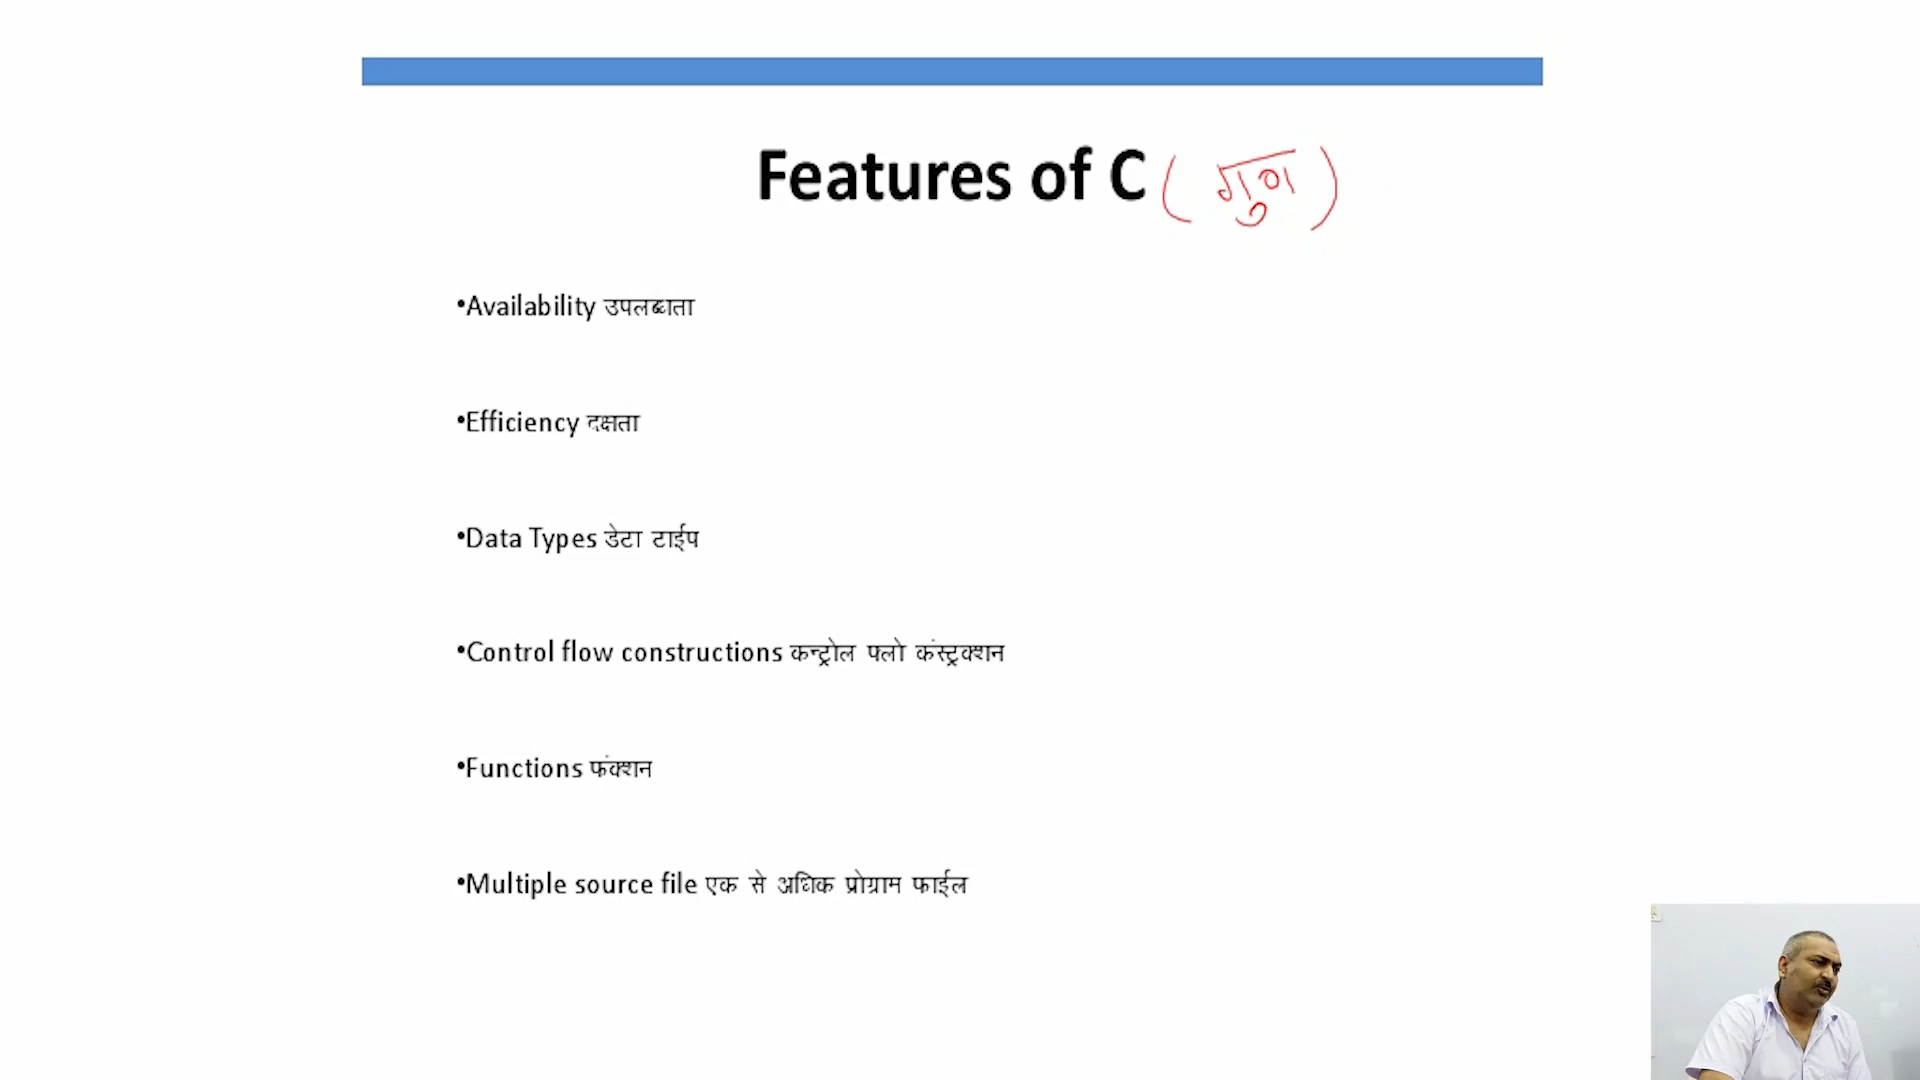 Features of C ( गुण )
•Availability उपलब्धता
•Efficiency दक्षता
•Data Types डेटा टाईप
•Control flow constructions कन्ट्रोल फ्लो कंस्ट्रक्शन
•Functions फंक्शन
•Multiple source file एक से अधिक प्रोग्राम फाईल